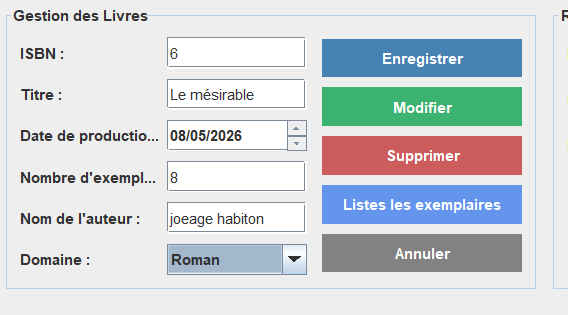 Gestion des Livres
R
ISBN :
6
Enregistrer
Titre :
Le mésirable
Modifier
Date de productio...
08/05/2026
Supprimer
Nombre d'exempl...
8
Listes les exemplaires
Nom de l'auteur :
joeage habiton
Domaine :
Roman
Annuler